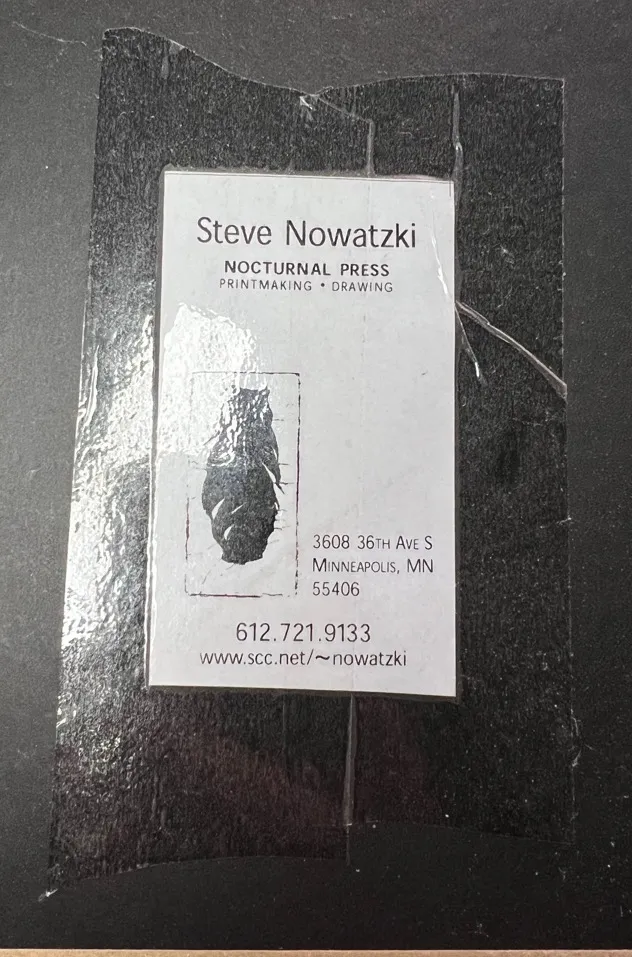 Steve Nowatzki
NOCTURNAL PRESS
PRINTMAKING • DRAWING
3608 36TH AVE S
MINNEAPOLIS, MN
55406
612.721.9133
www.scc.net/~nowatzki